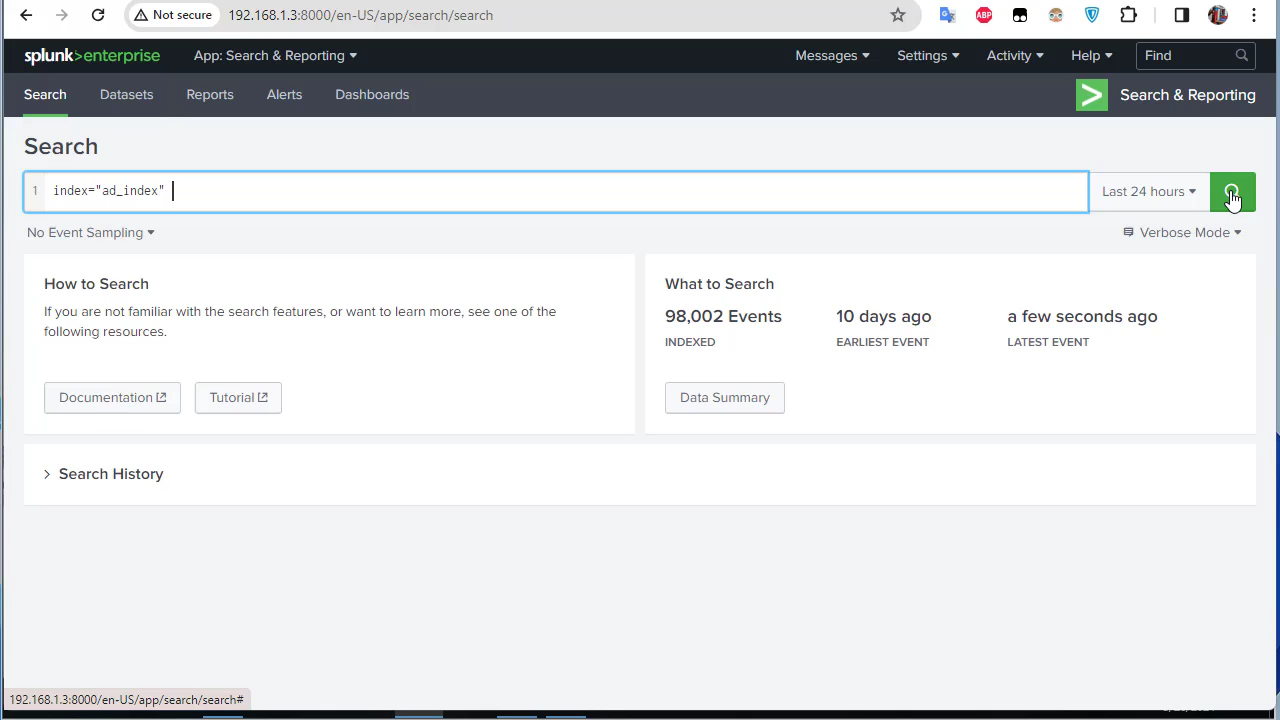 Not secure 192.168.1.3:8000/en-US/app/search/search
ABP
splunk>enterprise App: Search & Reporting Messages Settings Activity Help Find
Search Datasets Reports Alerts Dashboards > Search & Reporting
Search
1 index="ad_index" Last 24 hours
No Event Sampling Verbose Mode
How to Search
If you are not familiar with the search features, or want to learn more, see one of the
following resources.
Documentation Tutorial
What to Search
98,002 Events 10 days ago a few seconds ago
INDEXED EARLIEST EVENT LATEST EVENT
Data Summary
> Search History
192.168.1.3:8000/en-US/app/search/search#